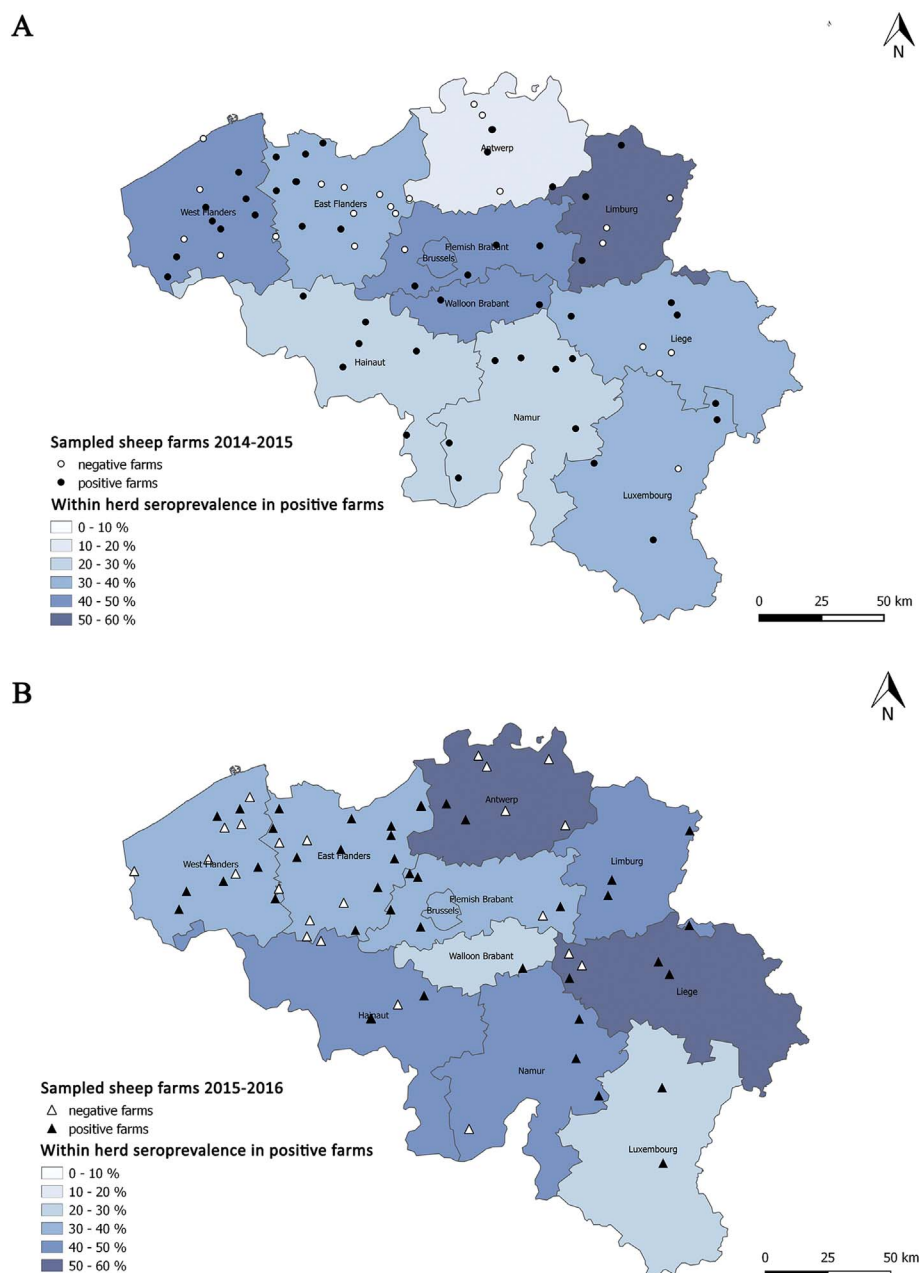 A
N
Antwerp
West Flanders
East Flanders
Limburg
Flemish Brabant
Brussels
Walloon Brabant
Hainaut
Liege
Namur
Luxembourg
Sampled sheep farms 2014-2015
negative farms
positive farms
Within herd seroprevalence in positive farms
0 - 10 %
10 - 20 %
20 - 30 %
30 - 40 %
40 - 50 %
50 - 60 %
0 25 50 km
B
N
Antwerp
West Flanders
East Flanders
Limburg
Flemish Brabant
Brussels
Walloon Brabant
Liege
Hainaut
Namur
Luxembourg
Sampled sheep farms 2015-2016
negative farms
positive farms
Within herd seroprevalence in positive farms
0 - 10 %
10 - 20 %
20 - 30 %
30 - 40 %
40 - 50 %
50 - 60 %
0 25 50 km